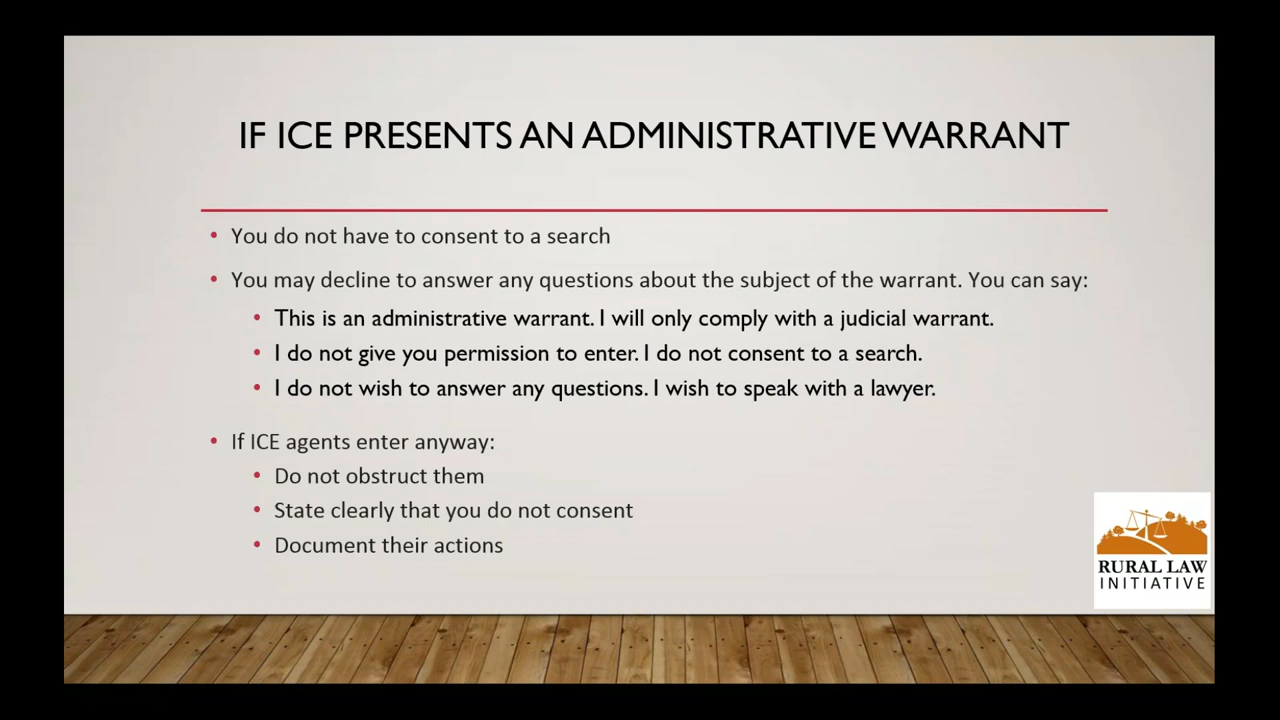 IF ICE PRESENTS AN ADMINISTRATIVE WARRANT
• You do not have to consent to a search
• You may decline to answer any questions about the subject of the warrant. You can say:
• This is an administrative warrant. I will only comply with a judicial warrant.
• I do not give you permission to enter. I do not consent to a search.
• I do not wish to answer any questions. I wish to speak with a lawyer.
• If ICE agents enter anyway:
• Do not obstruct them
• State clearly that you do not consent
• Document their actions
RURAL LAW
INITIATIVE